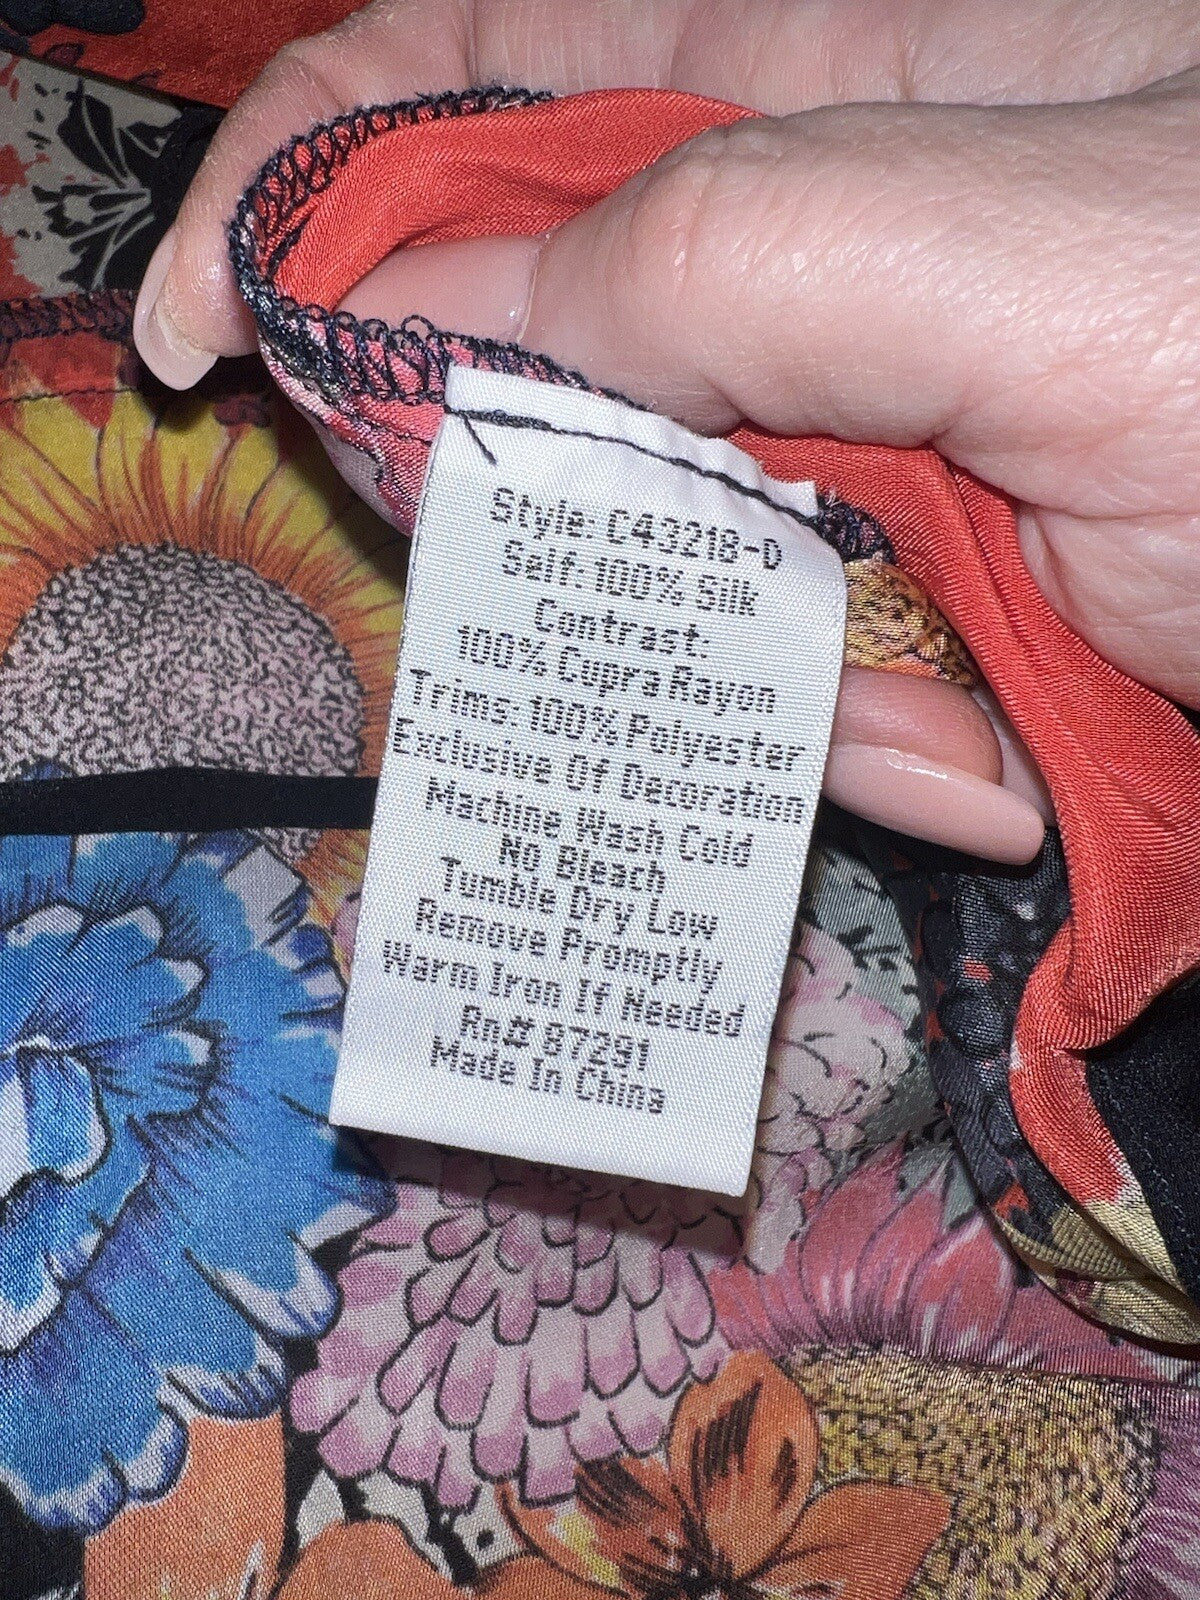 Style: C43218-D
Self: 100% Silk
Contrast:
100% Cupra Rayon
Trims: 100% Polyester
Exclusive Of Decoration
Machine Wash Cold
No Bleach
Tumble Dry Low
Remove Promptly
Warm Iron If Needed
Rn# 87291
Made In China